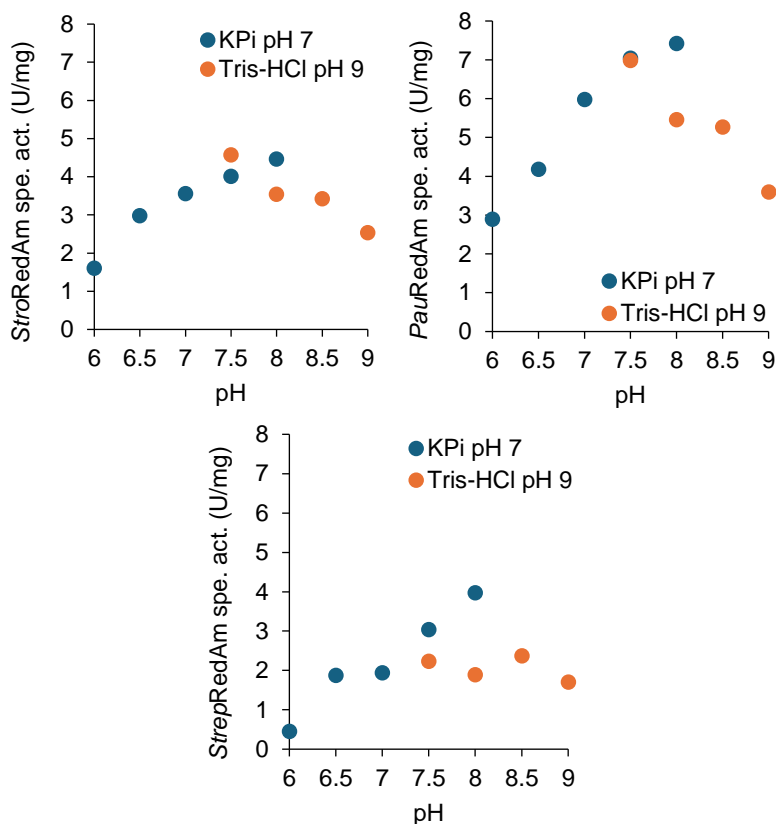 StroRedAm spe. act. (U/mg)
8
7
6
5
4
3
2
1
0
KPi pH 7
Tris-HCl pH 9
6 6.5 7 7.5 8 8.5 9
pH
PauRedAm spe. act. (U/mg)
8
7
6
5
4
3
2
1
0
KPi pH 7
Tris-HCl pH 9
6 6.5 7 7.5 8 8.5 9
pH
StrepRedAm spe. act. (U/mg)
8
7
6
5
4
3
2
1
0
KPi pH 7
Tris-HCl pH 9
6 6.5 7 7.5 8 8.5 9
pH